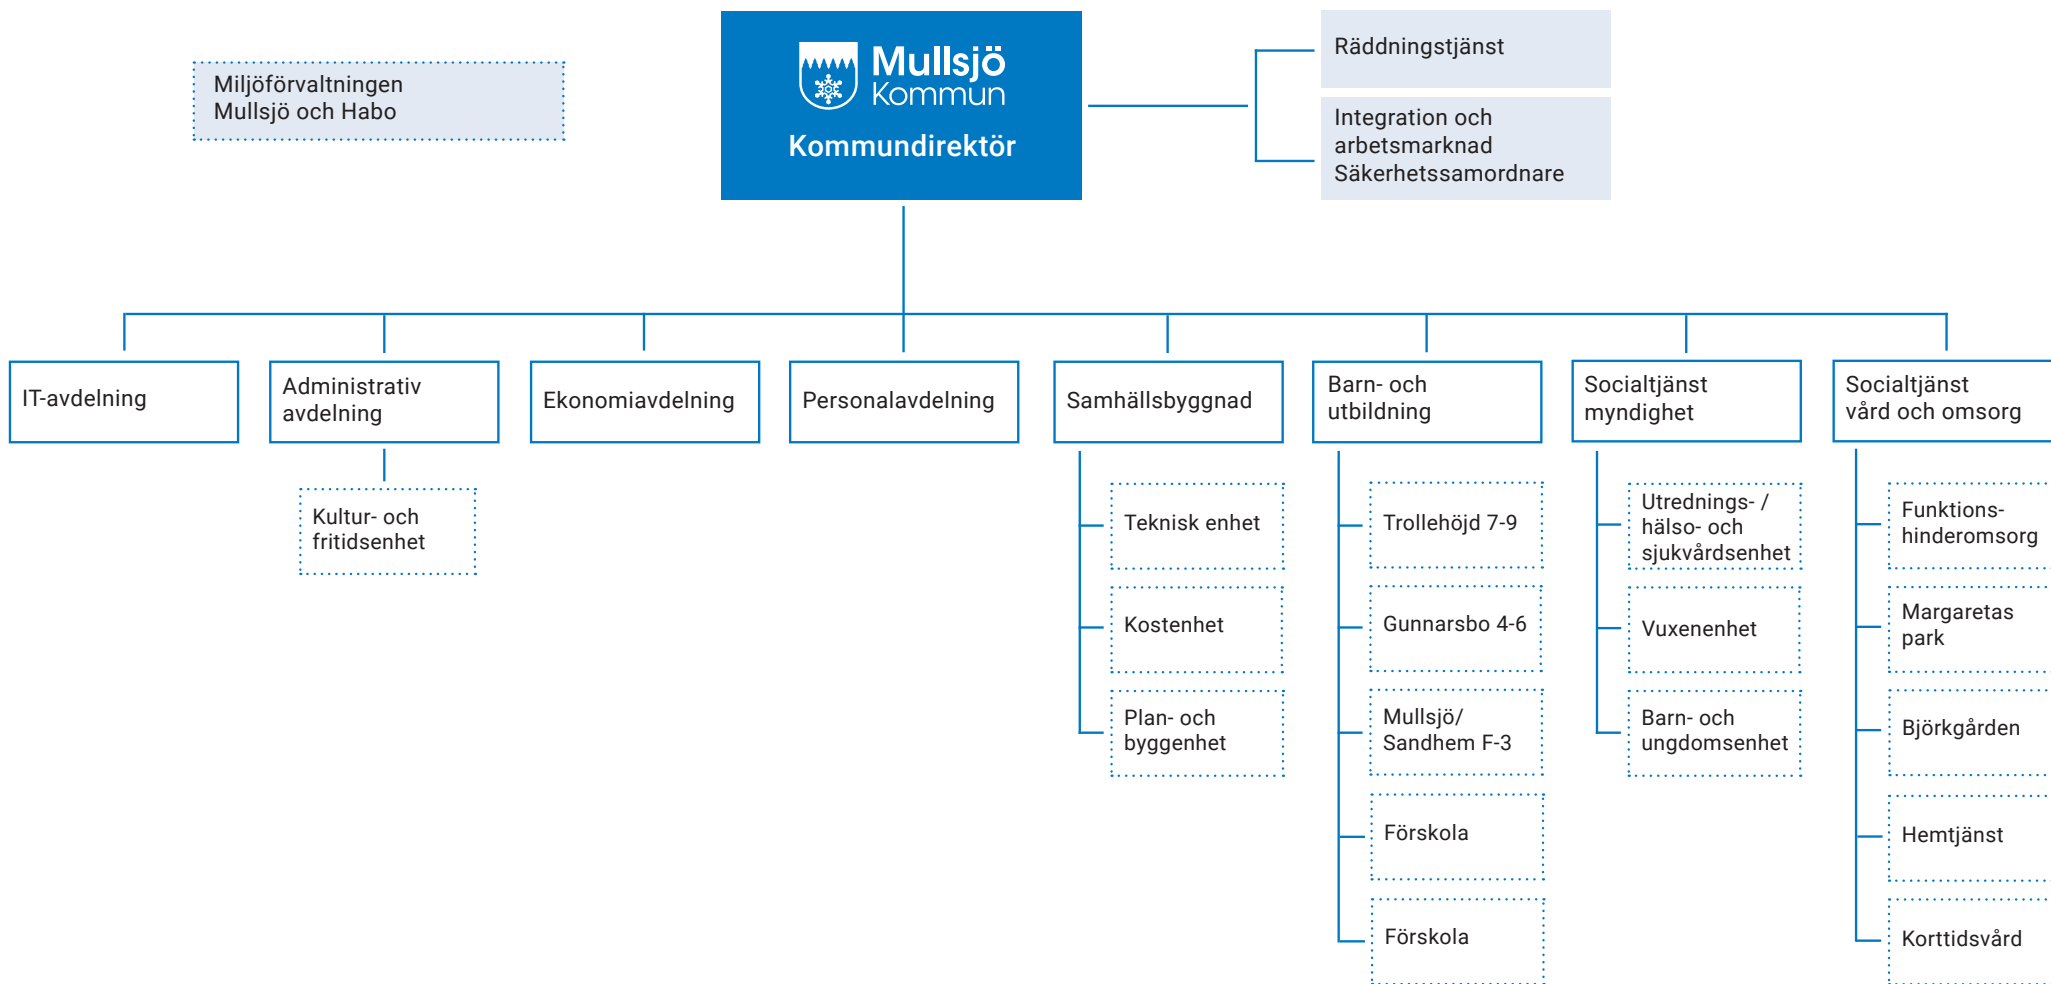 Miljöförvaltningen
Mullsjö och Habo
Mullsjö
Kommun
Kommundirektör
Räddningstjänst
Integration och
arbetsmarknad
Säkerhetssamordnare
IT-avdelning
Administrativ
avdelning
Ekonomiavdelning
Personalavdelning
Samhällsbyggnad
Barn- och
utbildning
Socialtjänst
myndighet
Socialtjänst
vård och omsorg
Kultur- och
fritidsenhet
Teknisk enhet
Kostenhet
Plan- och
byggenhet
Trollehöjd 7-9
Gunnarsbo 4-6
Mullsjö/
Sandhem F-3
Förskola
Förskola
Utrednings- /
hälso- och
sjukvårdsenhet
Vuxenenhet
Barn- och
ungdomsenhet
Funktions-
hinderomsorg
Margaretas
park
Björkgården
Hemtjänst
Korttidsvård